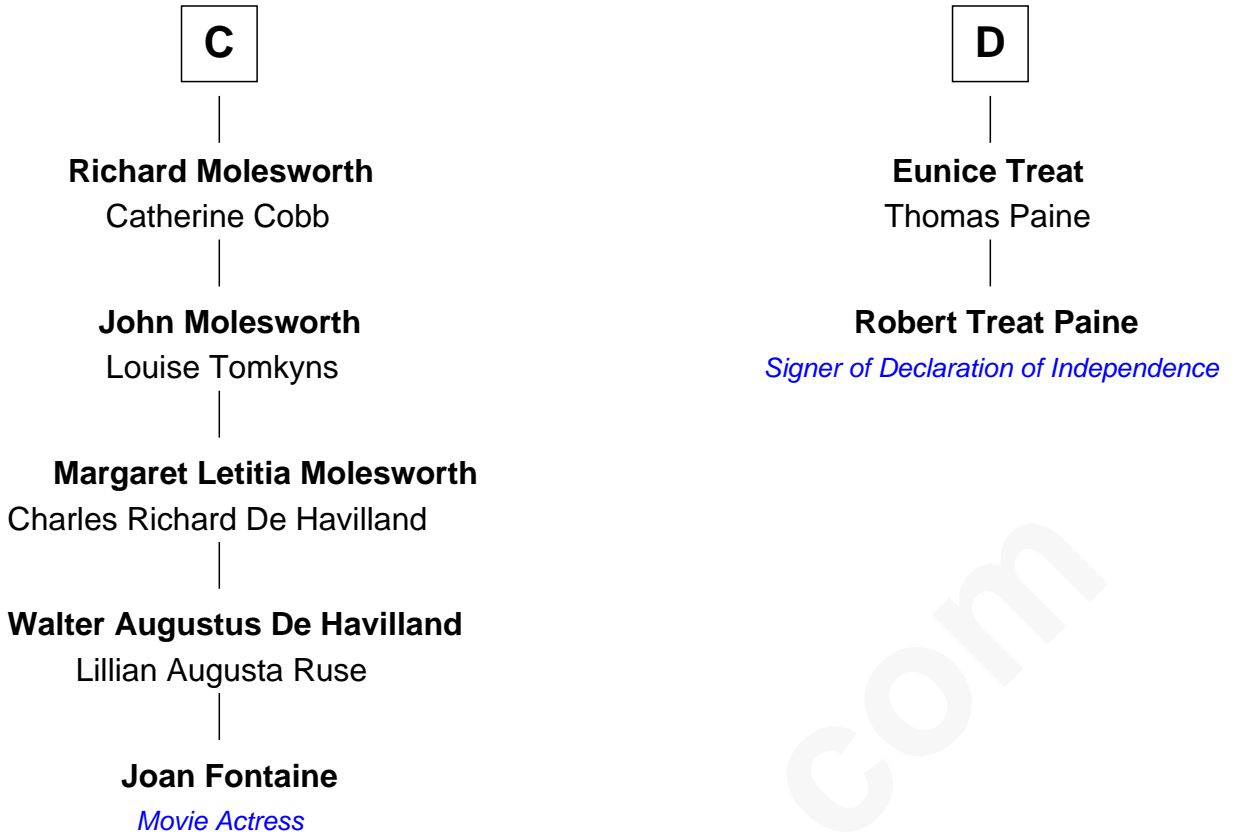 C
Richard Molesworth
Catherine Cobb
John Molesworth
Louise Tomkyns
Margaret Letitia Molesworth
Charles Richard De Havilland
Walter Augustus De Havilland
Lillian Augusta Ruse
Joan Fontaine
Movie Actress
D
Eunice Treat
Thomas Paine
Robert Treat Paine
Signer of Declaration of Independence
com